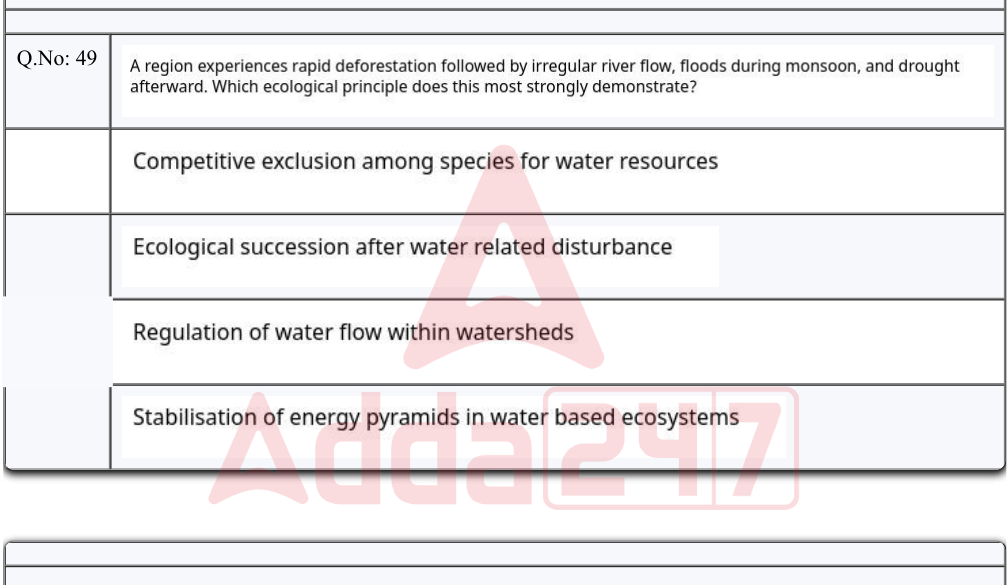 Q.No: 49
A region experiences rapid deforestation followed by irregular river flow, floods during monsoon, and drought
afterward. Which ecological principle does this most strongly demonstrate?
Competitive exclusion among species for water resources
Ecological succession after water related disturbance
Regulation of water flow within watersheds
Stabilisation of energy pyramids in water based ecosystems
Adda247